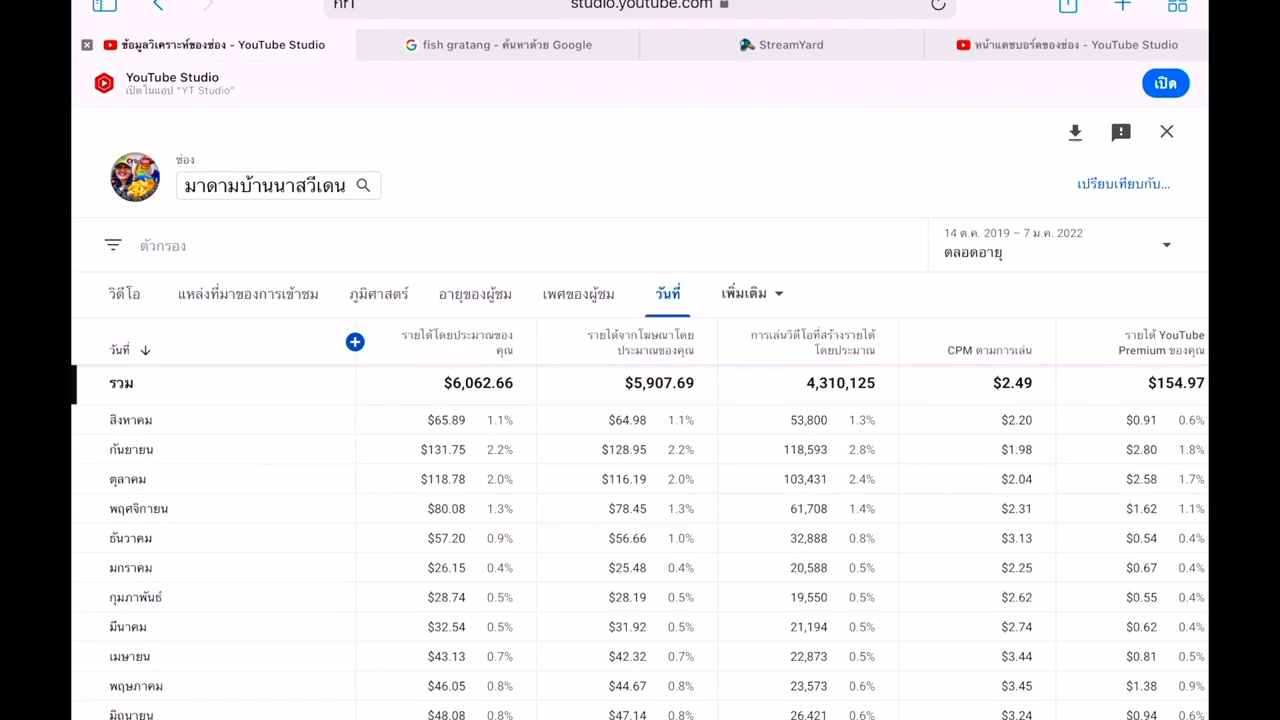 studio.youtube.com
ข้อมูลวิเคราะห์ของช่อง - YouTube Studio
fish gratang - ค้นหาด้วย Google
StreamYard
หน้าแดชบอร์ดของช่อง - YouTube Studio
YouTube Studio
เปิดในแอป "YT Studio"
เปิด
ช่อง
มาดามบ้านนาสวีเดน
เปรียบเทียบกับ...
ตัวกรอง
14 ต.ค. 2019 – 7 ม.ค. 2022
ตลอดอายุ
วิดีโอ แหล่งที่มาของการเข้าชม ภูมิศาสตร์ อายุของผู้ชม เพศของผู้ชม วันที่ เพิ่มเติม
รายได้โดยประมาณของ รายได้จากโฆษณาโดย การเล่นวิดีโอที่สร้างรายได้ รายได้ YouTube
วันที่ คุณ ประมาณของคุณ โดยประมาณ CPM ตามการเล่น Premium ของคุณ
รวม $6,062.66 $5,907.69 4,310,125 $2.49 $154.97
สิงหาคม $65.89 1.1% $64.98 1.1% 53,800 1.3% $2.20 $0.91 0.6%
กันยายน $131.75 2.2% $128.95 2.2% 118,593 2.8% $1.98 $2.80 1.8%
ตุลาคม $118.78 2.0% $116.19 2.0% 103,431 2.4% $2.04 $2.58 1.7%
พฤศจิกายน $80.08 1.3% $78.45 1.3% 61,708 1.4% $2.31 $1.62 1.1%
ธันวาคม $57.20 0.9% $56.66 1.0% 32,888 0.8% $3.13 $0.54 0.4%
มกราคม $26.15 0.4% $25.48 0.4% 20,588 0.5% $2.25 $0.67 0.4%
กุมภาพันธ์ $28.74 0.5% $28.19 0.5% 19,550 0.5% $2.62 $0.55 0.4%
มีนาคม $32.54 0.5% $31.92 0.5% 21,194 0.5% $2.74 $0.62 0.4%
เมษายน $43.13 0.7% $42.32 0.7% 22,873 0.5% $3.44 $0.81 0.5%
พฤษภาคม $46.05 0.8% $44.67 0.8% 23,573 0.6% $3.45 $1.38 0.9%
มิถุนายน $48.08 0.8% $47.14 0.8% 26,421 0.6% $3.24 $0.94 0.6%